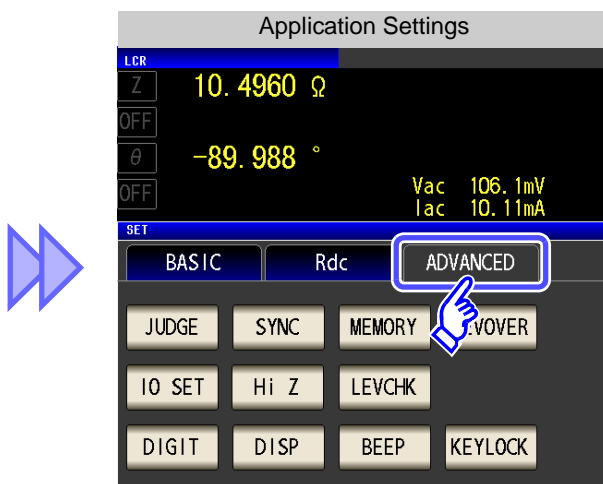 Application Settings
LCR
Z 10.4960 Ω
OFF
θ -89.988 °
OFF
Vac 106.1mV
Iac 10.11mA
SET
BASIC Rdc ADVANCED
JUDGE SYNC MEMORY VOVER
IO SET Hi Z LEVCHK
DIGIT DISP BEEP KEYLOCK